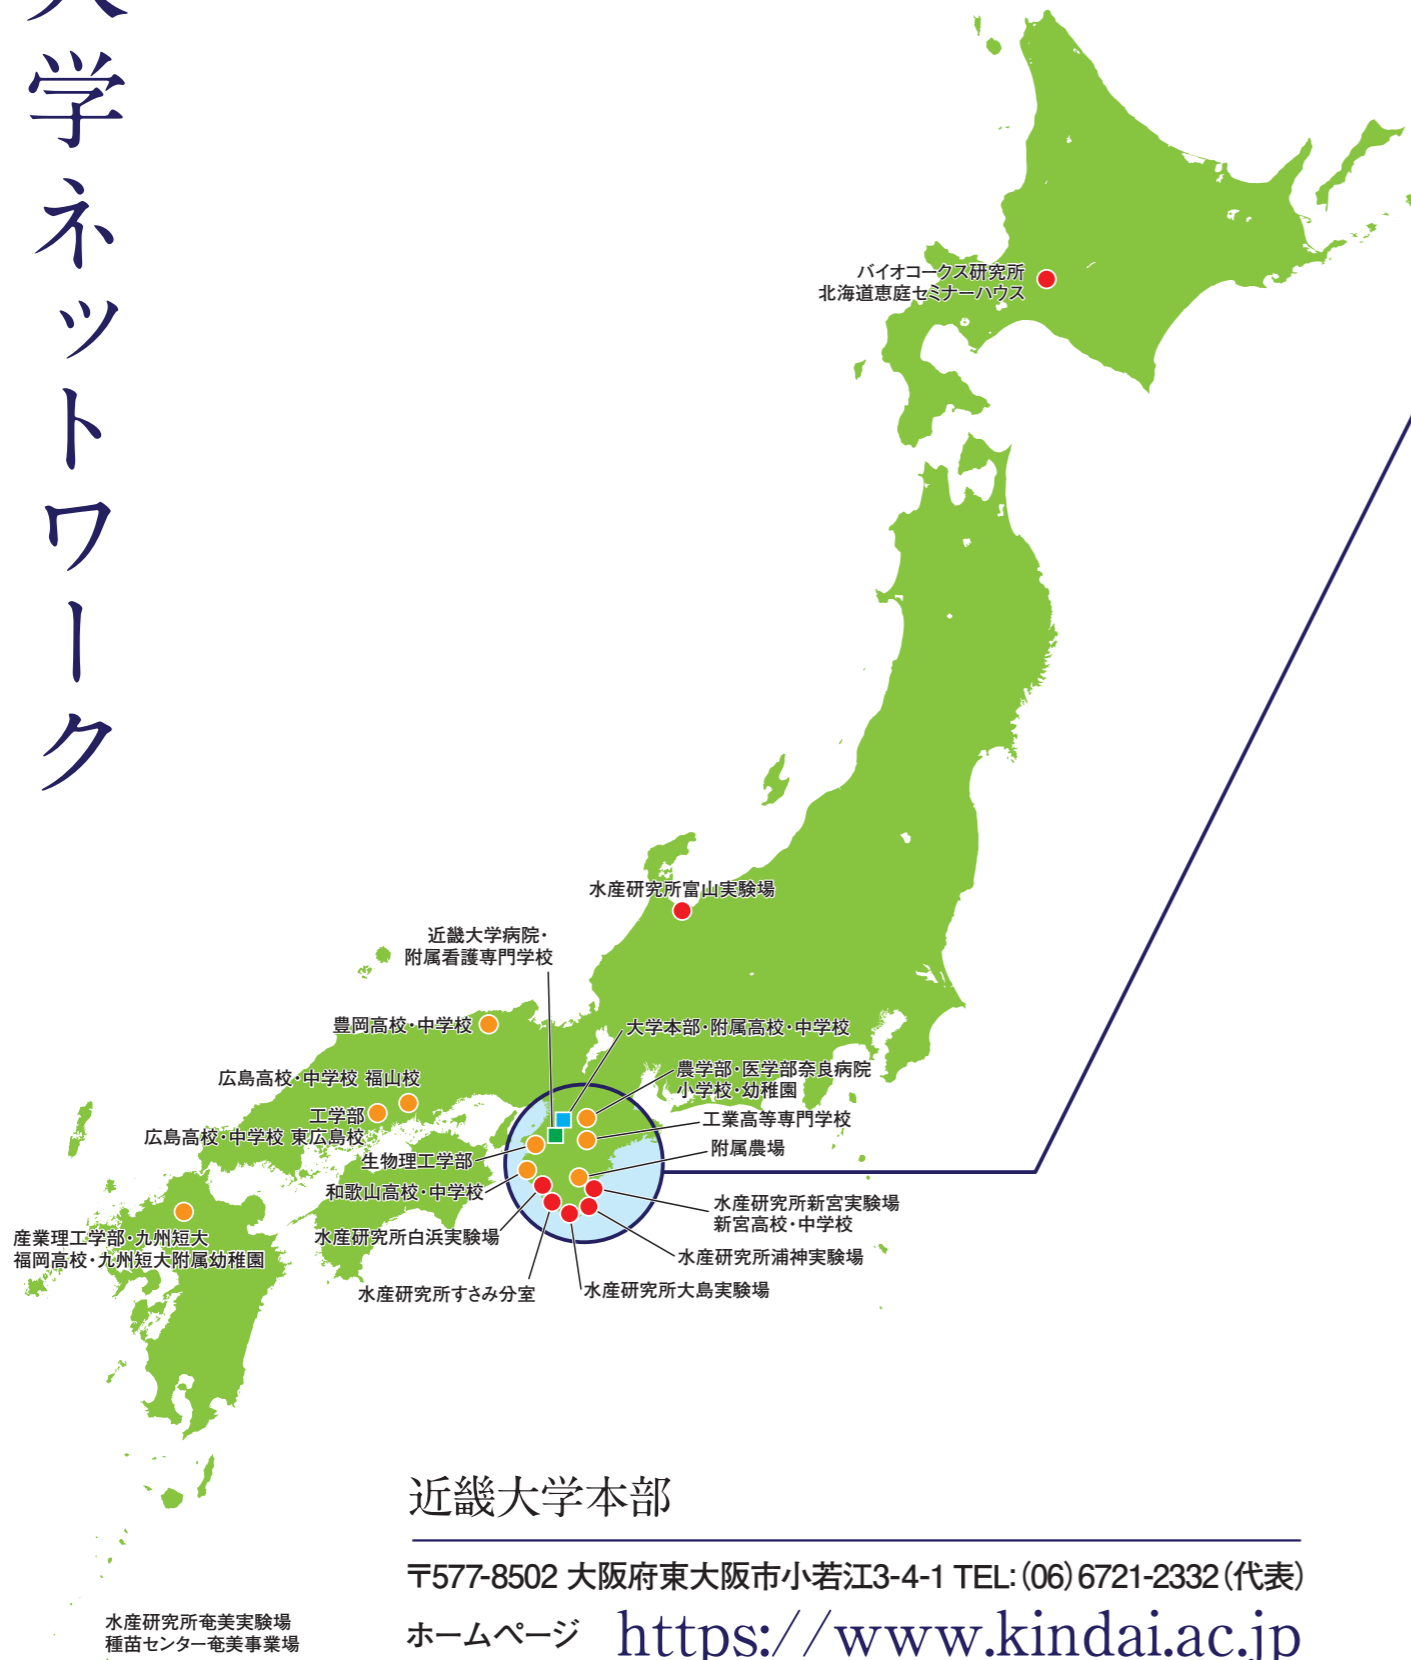 大学ネットワーク
バイオコークス研究所
北海道恵庭セミナーハウス
水産研究所富山実験場
近畿大学病院・
附属看護専門学校
豊岡高校・中学校
大学本部・附属高校・中学校
広島高校・中学校 福山校
農学部・医学部奈良病院
小学校・幼稚園
工学部
広島高校・中学校 東広島校
工業高等専門学校
生物理工学部
附属農場
和歌山高校・中学校
水産研究所新宮実験場
新宮高校・中学校
産業理工学部・九州短大
福岡高校・九州短大附属幼稚園
水産研究所白浜実験場
水産研究所浦神実験場
水産研究所すさみ分室
水産研究所大島実験場
近畿大学本部
〒577-8502 大阪府東大阪市小若江3-4-1 TEL:(06)6721-2332(代表)
ホームページ https://www.kindai.ac.jp
水産研究所奄美実験場
種苗センター奄美事業場